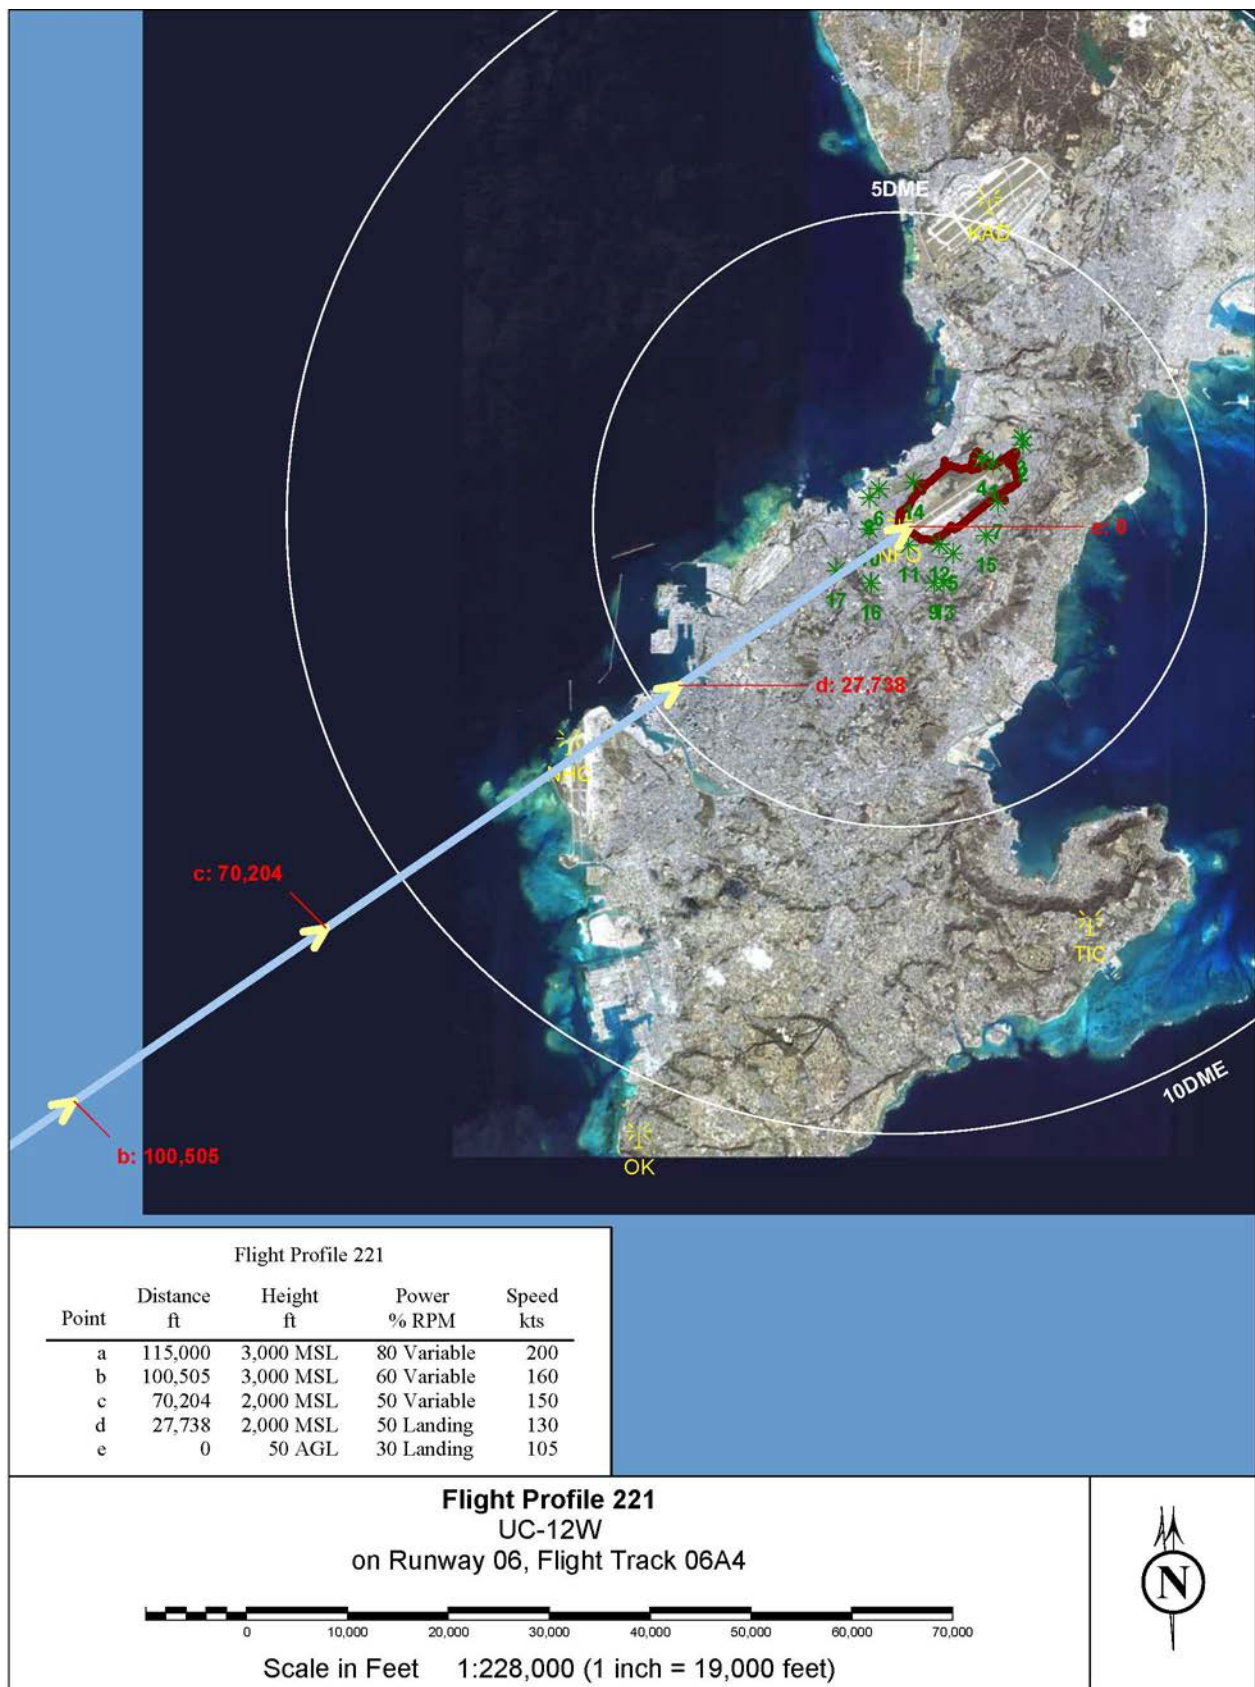 5DME
KAD
4
14
6
7
e: 0
NFO
11
12
5
15
17
16
9
13
d: 27,738
NHC
c: 70,204
TIC
10DME
b: 100,505
OK
Flight Profile 221
Point Distance ft Height ft Power % RPM Speed kts
a 115,000 3,000 MSL 80 Variable 200
b 100,505 3,000 MSL 60 Variable 160
c 70,204 2,000 MSL 50 Variable 150
d 27,738 2,000 MSL 50 Landing 130
e 0 50 AGL 30 Landing 105
Flight Profile 221
UC-12W
on Runway 06, Flight Track 06A4
N
0 10,000 20,000 30,000 40,000 50,000 60,000 70,000
Scale in Feet 1:228,000 (1 inch = 19,000 feet)